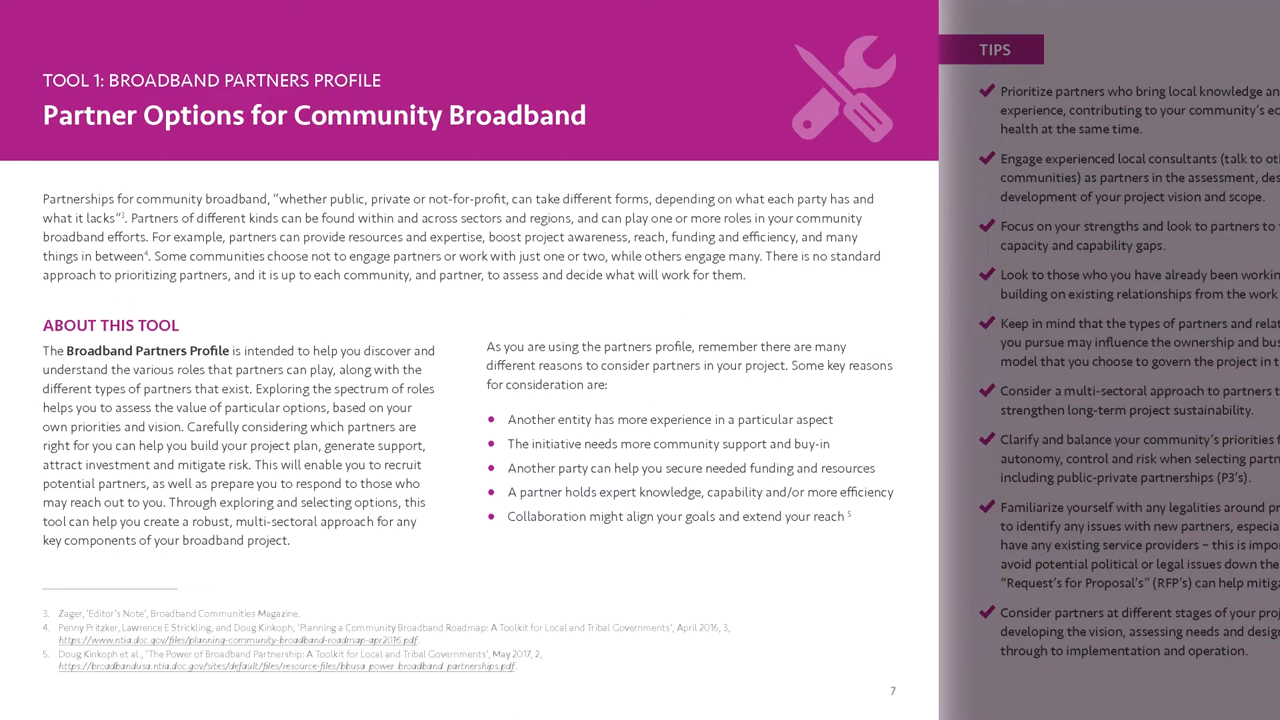 TOOL 1: BROADBAND PARTNERS PROFILE
Partner Options for Community Broadband
Partnerships for community broadband, “whether public, private or not-for-profit, can take different forms, depending on what each party has and
what it lacks”3. Partners of different kinds can be found within and across sectors and regions, and can play one or more roles in your community
broadband efforts. For example, partners can provide resources and expertise, boost project awareness, reach, funding and efficiency, and many
things in between4. Some communities choose not to engage partners or work with just one or two, while others engage many. There is no standard
approach to prioritizing partners, and it is up to each community, and partner, to assess and decide what will work for them.
ABOUT THIS TOOL
The Broadband Partners Profile is intended to help you discover and
understand the various roles that partners can play, along with the
different types of partners that exist. Exploring the spectrum of roles
helps you to assess the value of particular options, based on your
own priorities and vision. Carefully considering which partners are
right for you can help you build your project plan, generate support,
attract investment and mitigate risk. This will enable you to recruit
potential partners, as well as prepare you to respond to those who
may reach out to you. Through exploring and selecting options, this
tool can help you create a robust, multi-sectoral approach for any
key components of your broadband project.
As you are using the partners profile, remember there are many
different reasons to consider partners in your project. Some key reasons
for consideration are:
• Another entity has more experience in a particular aspect
• The initiative needs more community support and buy-in
• Another party can help you secure needed funding and resources
• A partner holds expert knowledge, capability and/or more efficiency
• Collaboration might align your goals and extend your reach 5
3. Zager, ‘Editor’s Note’, Broadband Communities Magazine.
4. Penny Pritzker, Lawrence E Strickling, and Doug Kinkoph, ‘Planning a Community Broadband Roadmap: A Toolkit for Local and Tribal Governments’, April 2016, 3,
https://www.ntia.doc.gov/files/planning-community-broadband-roadmap-apr2016.pdf.
5. Doug Kinkoph et al., ‘The Power of Broadband Partnership: A Toolkit for Local and Tribal Governments’, May 2017, 2,
https://broadbandusa.ntia.doc.gov/sites/default/files/resource-files/bbusa_power_broadband_partnerships.pdf.
7
TIPS
Prioritize partners who bring local knowledge
experience, contributing to your community’s
health at the same time.
Engage experienced local consultants (talk to
communities) as partners in the assessment,
development of your project vision and scope.
Focus on your strengths and look to partners to
capacity and capability gaps.
Look to those who you have already been
building on existing relationships from the work
Keep in mind that the types of partners and
you pursue may influence the ownership and
model that you choose to govern the project in
Consider a multi-sectoral approach to partners
strengthen long-term project sustainability.
Clarify and balance your community’s priorities
autonomy, control and risk when selecting
including public-private partnerships (P3’s).
Familiarize yourself with any legalities around
to identify any issues with new partners,
have any existing service providers – this is
avoid potential political or legal issues down the
“Request’s for Proposal’s” (RFP’s) can help
Consider partners at different stages of your
developing the vision, assessing needs and
through to implementation and operation.